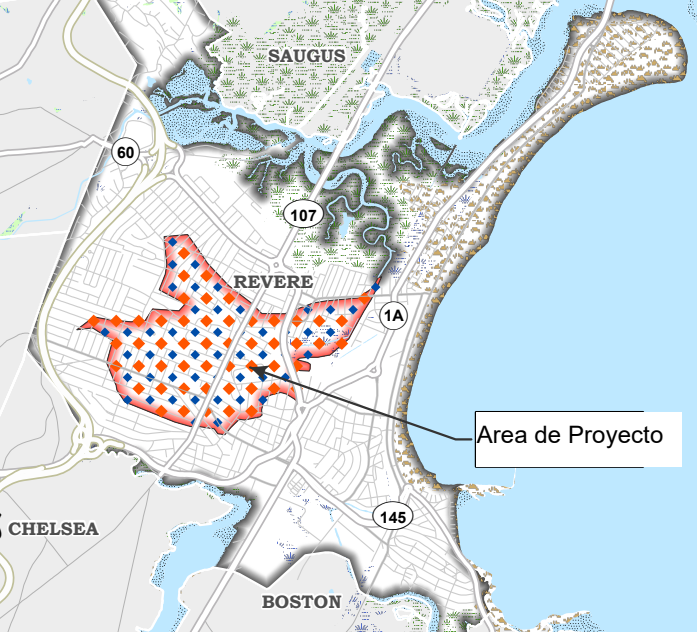 SAUGUS
60
107
REVERE
1A
Area de Proyecto
145
CHELSEA
BOSTON